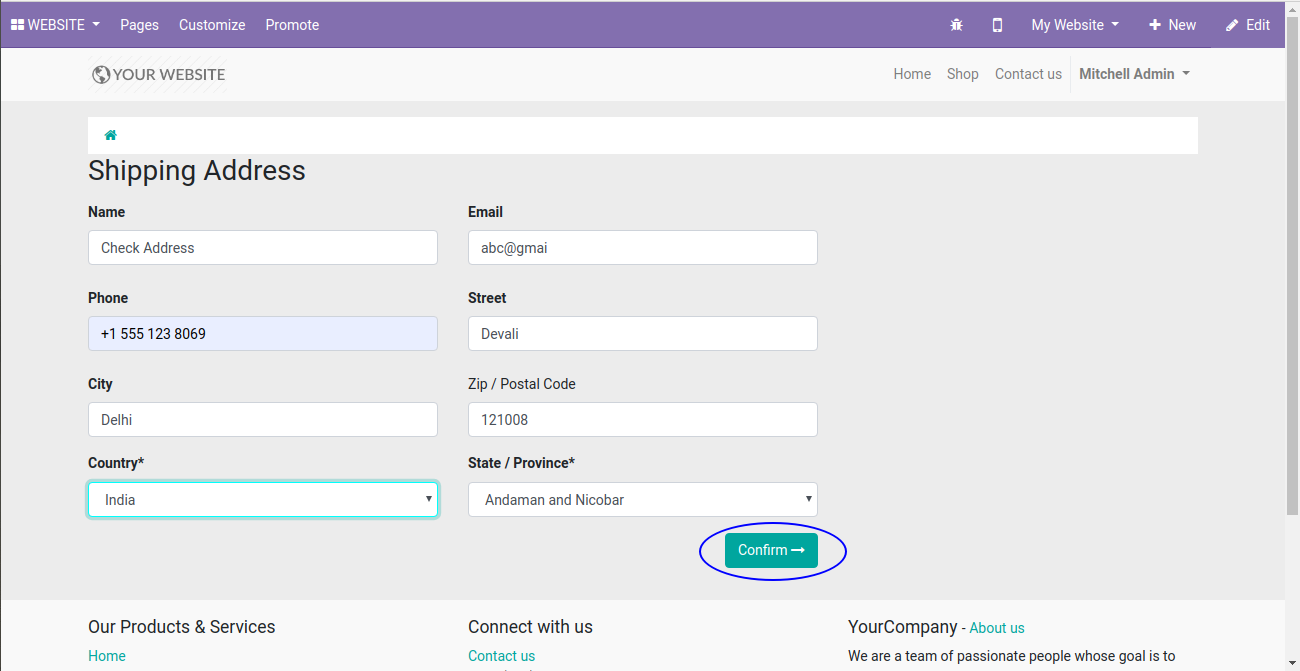 WEBSITE Pages Customize Promote My Website New Edit
YOUR WEBSITE Home Shop Contact us Mitchell Admin
Shipping Address
Name Email
Check Address abc@gmai
Phone Street
+1 555 123 8069 Devali
City Zip / Postal Code
Delhi 121008
Country* State / Province*
India Andaman and Nicobar
Confirm
Our Products & Services Connect with us YourCompany - About us
Home Contact us We are a team of passionate people whose goal is to